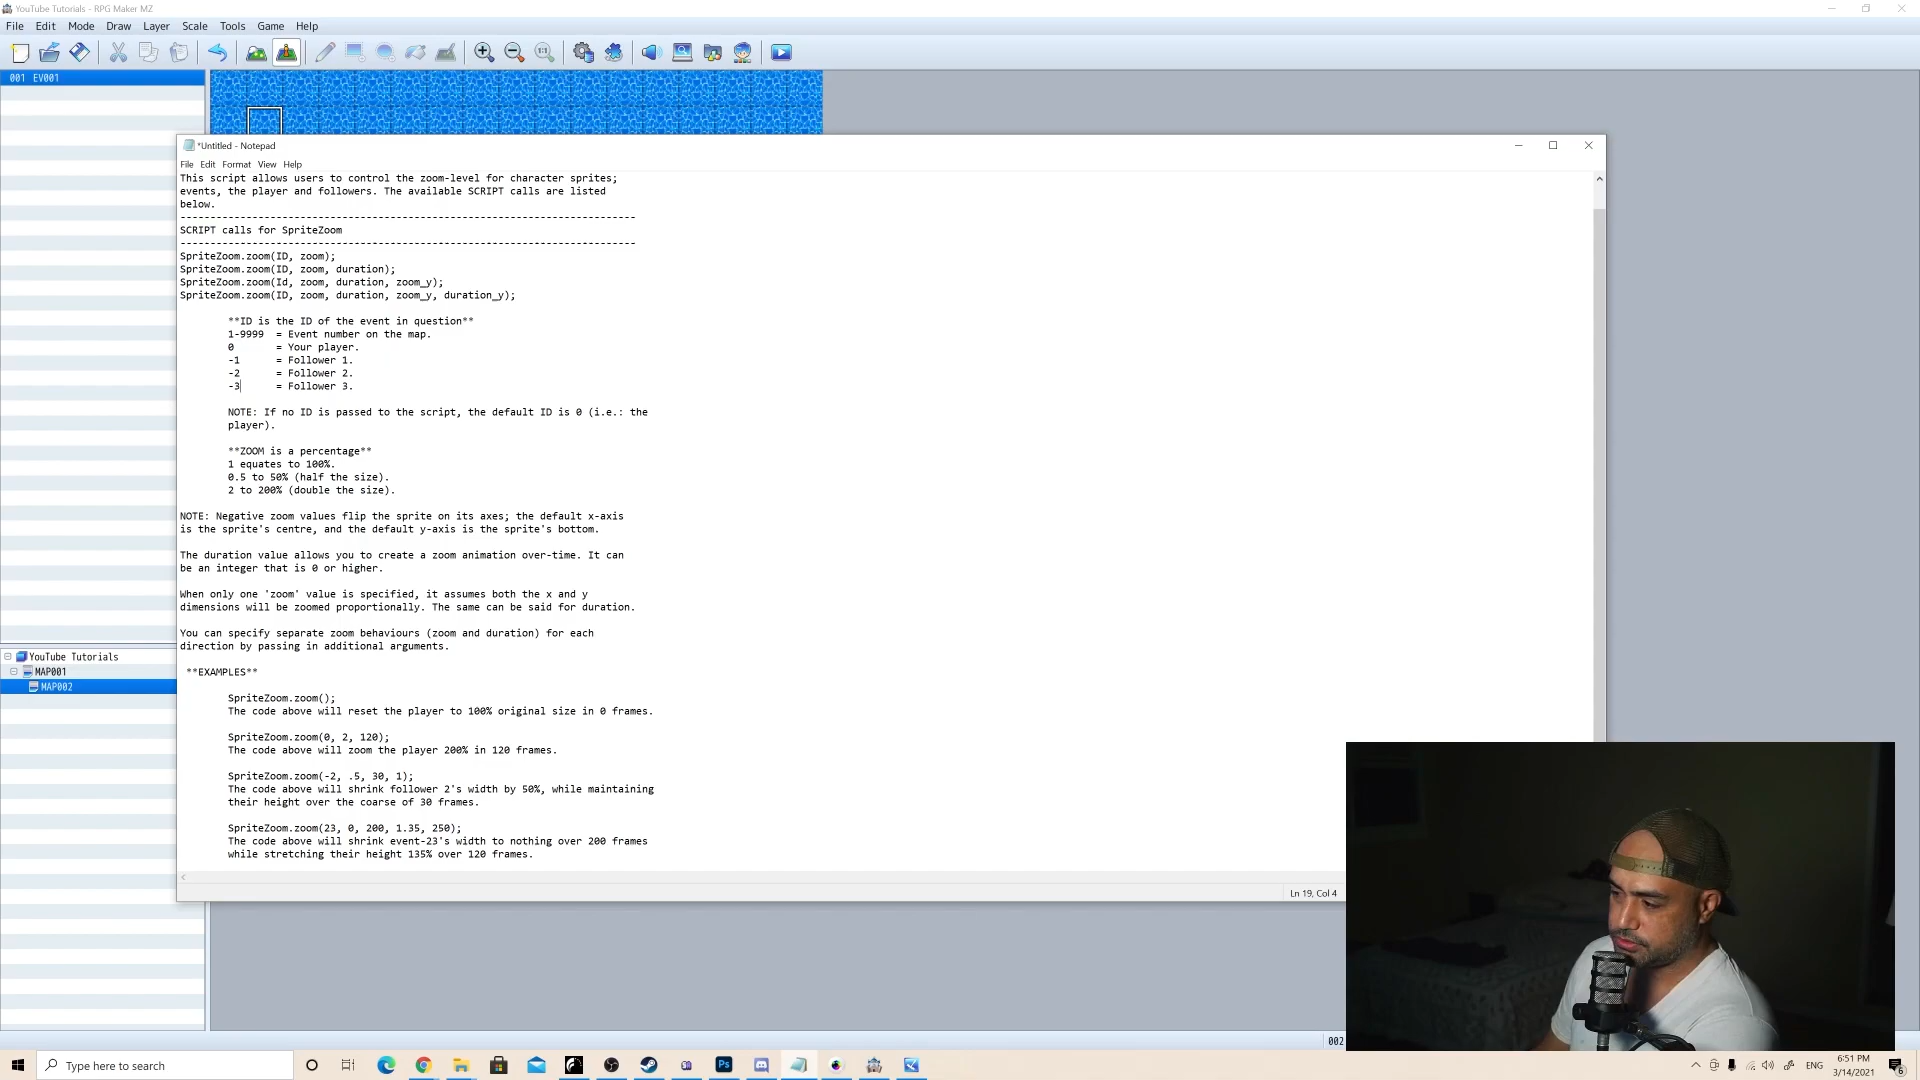 YouTube Tutorials - RPG Maker MZ
File Edit Mode Draw Layer Scale Tools Game Help
001 EV001
*Untitled - Notepad
File Edit Format View Help
This script allows users to control the zoom-level for character sprites;
events, the player and followers. The available SCRIPT calls are listed
below.
----------------------------------------------------------------------------
SCRIPT calls for SpriteZoom
----------------------------------------------------------------------------
SpriteZoom.zoom(ID, zoom);
SpriteZoom.zoom(ID, zoom, duration);
SpriteZoom.zoom(Id, zoom, duration, zoom_y);
SpriteZoom.zoom(ID, zoom, duration, zoom_y, duration_y);
**ID is the ID of the event in question**
1-9999 = Event number on the map.
0 = Your player.
-1 = Follower 1.
-2 = Follower 2.
-3 = Follower 3.
NOTE: If no ID is passed to the script, the default ID is 0 (i.e.: the
player).
**ZOOM is a percentage**
1 equates to 100%.
0.5 to 50% (half the size).
2 to 200% (double the size).
NOTE: Negative zoom values flip the sprite on its axes; the default x-axis
is the sprite's centre, and the default y-axis is the sprite's bottom.
The duration value allows you to create a zoom animation over-time. It can
be an integer that is 0 or higher.
When only one 'zoom' value is specified, it assumes both the x and y
dimensions will be zoomed proportionally. The same can be said for duration.
You can specify separate zoom behaviours (zoom and duration) for each
direction by passing in additional arguments.
**EXAMPLES**
SpriteZoom.zoom();
The code above will reset the player to 100% original size in 0 frames.
SpriteZoom.zoom(0, 2, 120);
The code above will zoom the player 200% in 120 frames.
SpriteZoom.zoom(-2, .5, 30, 1);
The code above will shrink follower 2's width by 50%, while maintaining
their height over the coarse of 30 frames.
SpriteZoom.zoom(23, 0, 200, 1.35, 250);
The code above will shrink event-23's width to nothing over 200 frames
while stretching their height 135% over 120 frames.
Ln 19, Col 4
YouTube Tutorials
MAP001
MAP002
002
Type here to search
Ps
ENG
6:51 PM
3/14/2021
6